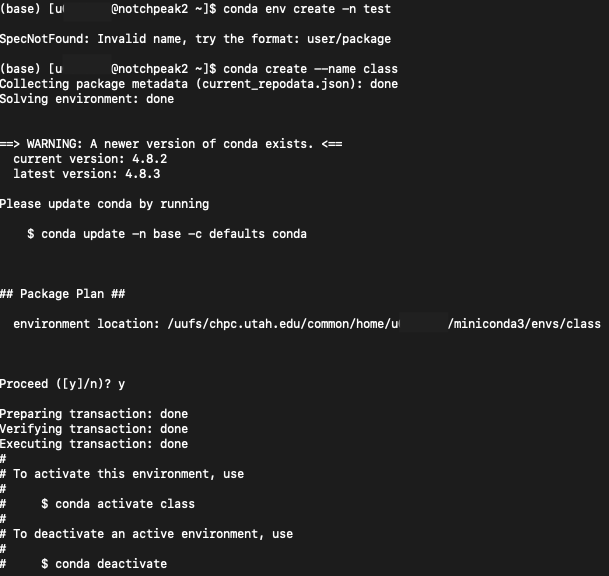 (base) [u @notchpeak2 ~]$ conda env create -n test
SpecNotFound: Invalid name, try the format: user/package
(base) [u @notchpeak2 ~]$ conda create --name class
Collecting package metadata (current_repodata.json): done
Solving environment: done
==> WARNING: A newer version of conda exists. <==
current version: 4.8.2
latest version: 4.8.3
Please update conda by running
$ conda update -n base -c defaults conda
## Package Plan ##
environment location: /uufs/chpc.utah.edu/common/home/u /miniconda3/envs/class
Proceed ([y]/n)? y
Preparing transaction: done
Verifying transaction: done
Executing transaction: done
#
# To activate this environment, use
#
# $ conda activate class
#
# To deactivate an active environment, use
#
# $ conda deactivate